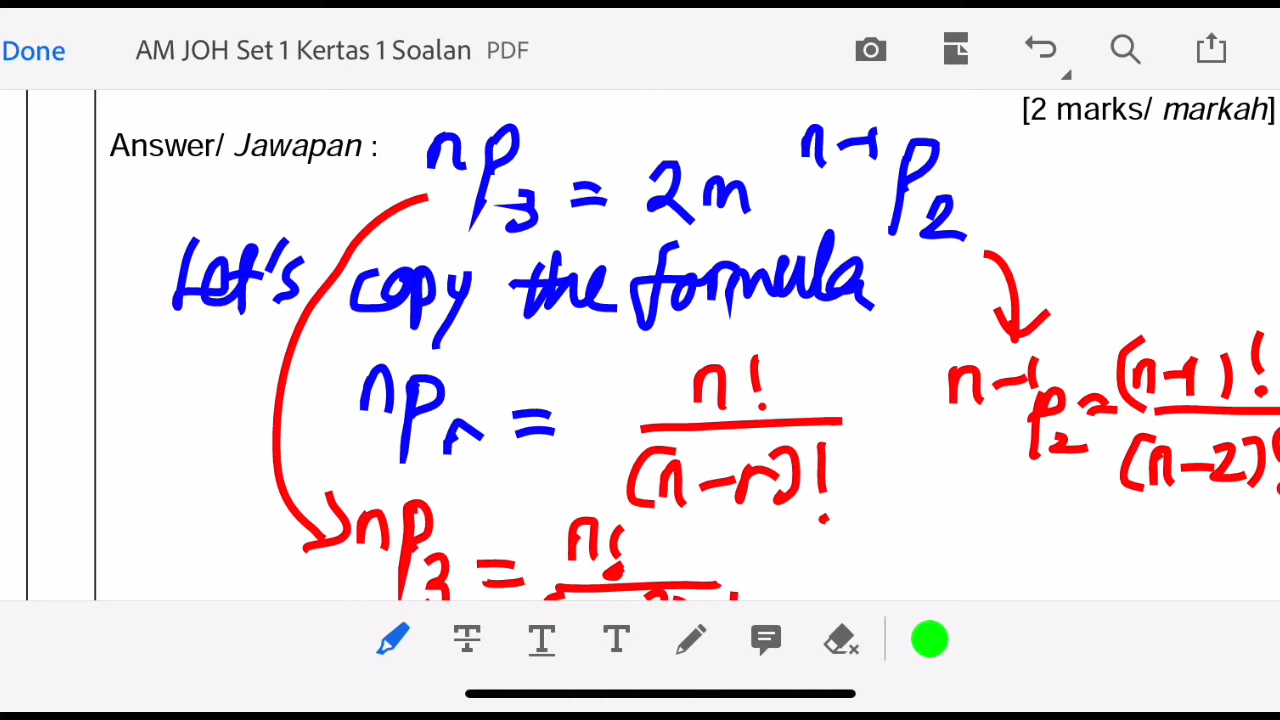 Done AM JOH Set 1 Kertas 1 Soalan PDF
[2 marks/ markah]
Answer/ Jawapan : nP3 = 2m n-1P2
Let's copy the formula
nPr = n!/(n-r)!
n-1P2 = (n-1)!/(n-2)!
nP3 = n!